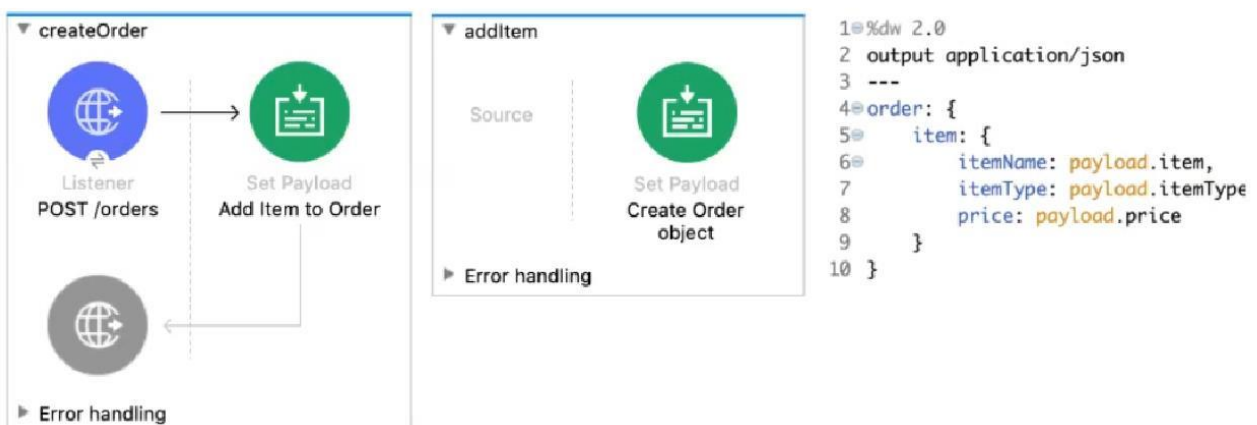 createOrder
Listener
POST /orders
Set Payload
Add Item to Order
Error handling
addItem
Source
Set Payload
Create Order
object
Error handling
1 %dw 2.0
2 output application/json
3 ---
4 order: {
5 item: {
6 itemName: payload.item,
7 itemType: payload.itemType
8 price: payload.price
9 }
10 }